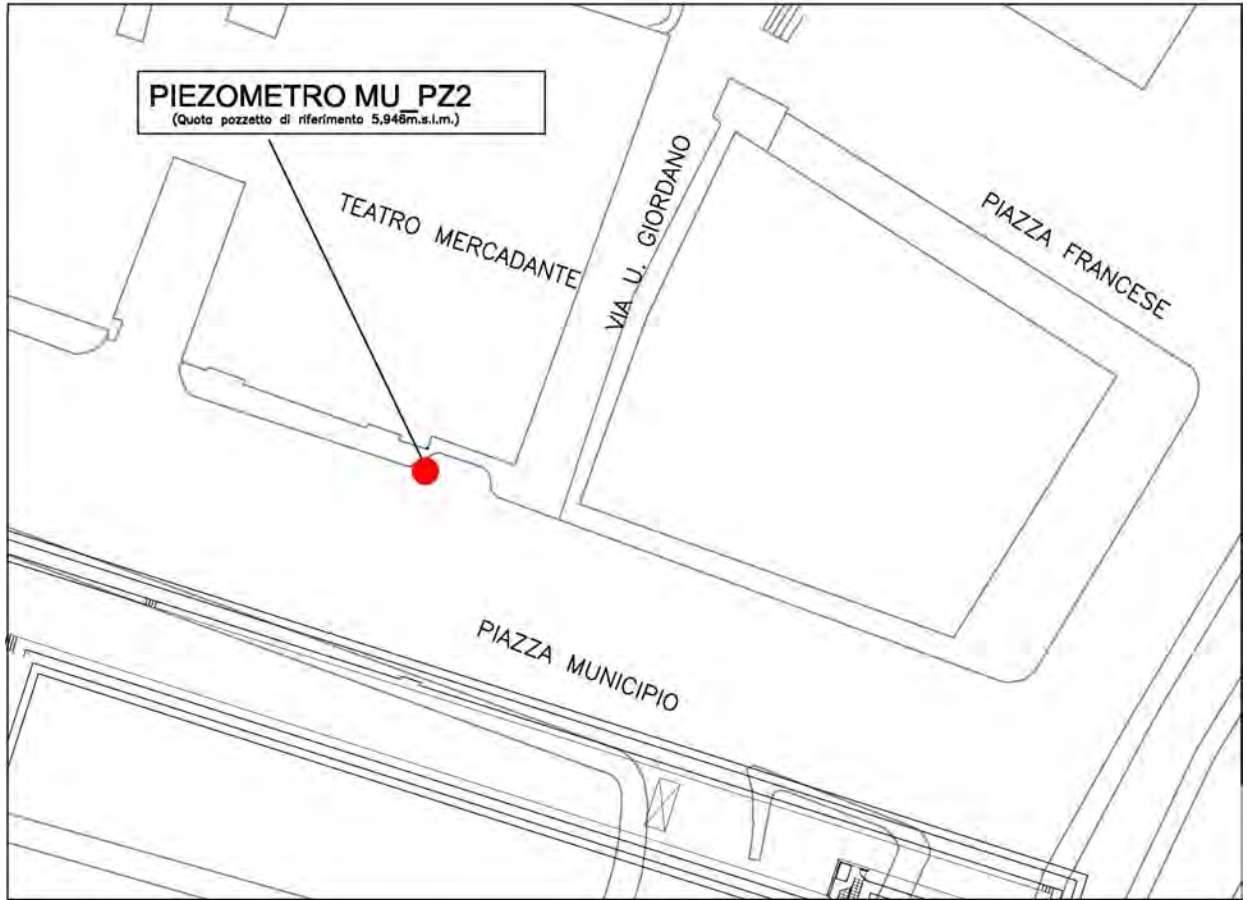 PIEZOMETRO MU_PZ2
(Quota pozzetto di riferimento 5,946m.s.l.m.)
TEATRO MERCADANTE
VIA U. GIORDANO
PIAZZA FRANCESE
PIAZZA MUNICIPIO